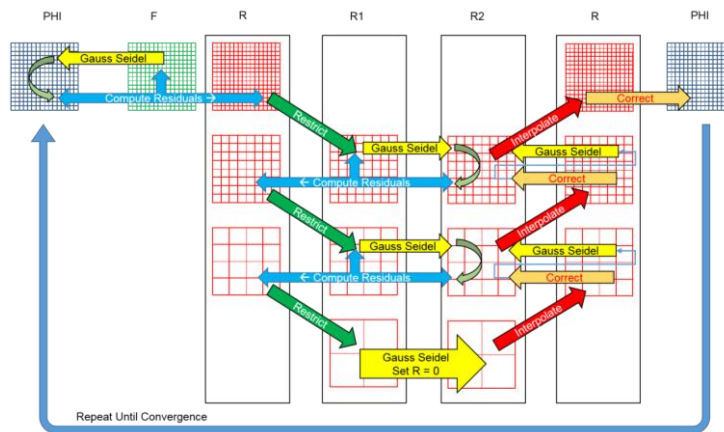 PHI F R R1 R2 R PHI
Gauss Seidel
Compute Residuals →
Correct
Restrict
Interpolate
Gauss Seidel
Gauss Seidel
← Compute Residuals
Correct
Restrict
Interpolate
Gauss Seidel
Gauss Seidel
← Compute Residuals
Correct
Restrict
Interpolate
Gauss Seidel
Set R = 0
Repeat Until Convergence